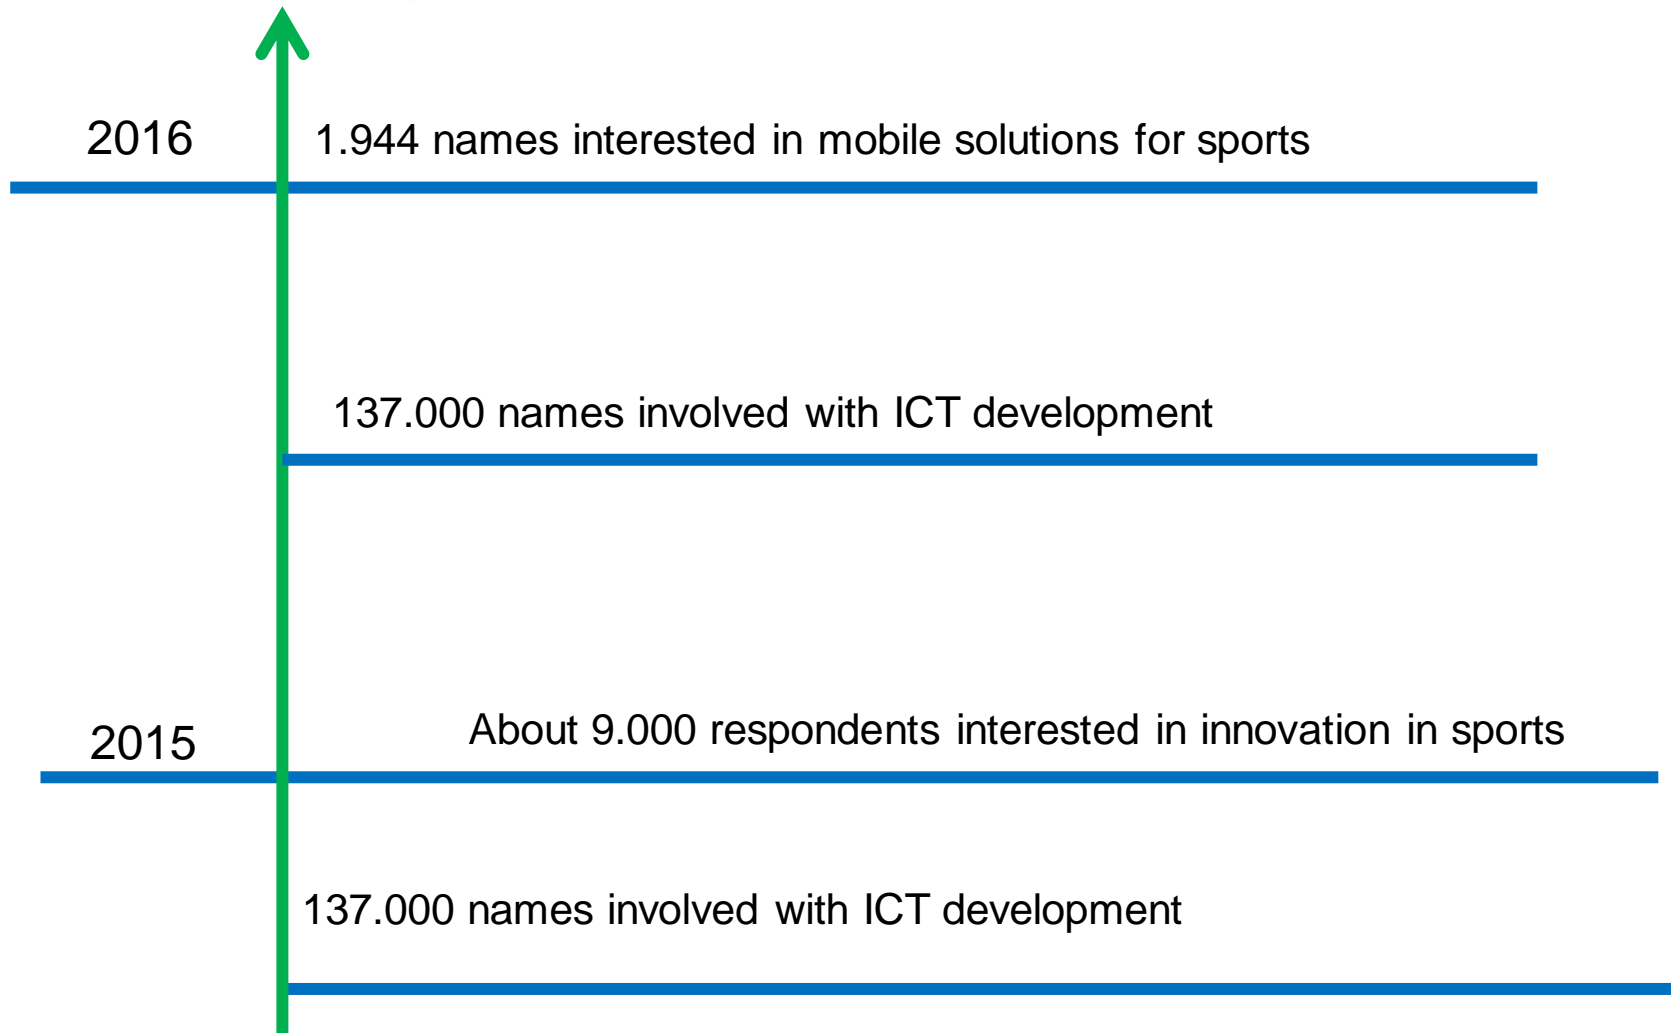 2016
1.944 names interested in mobile solutions for sports
137.000 names involved with ICT development
2015
About 9.000 respondents interested in innovation in sports
137.000 names involved with ICT development